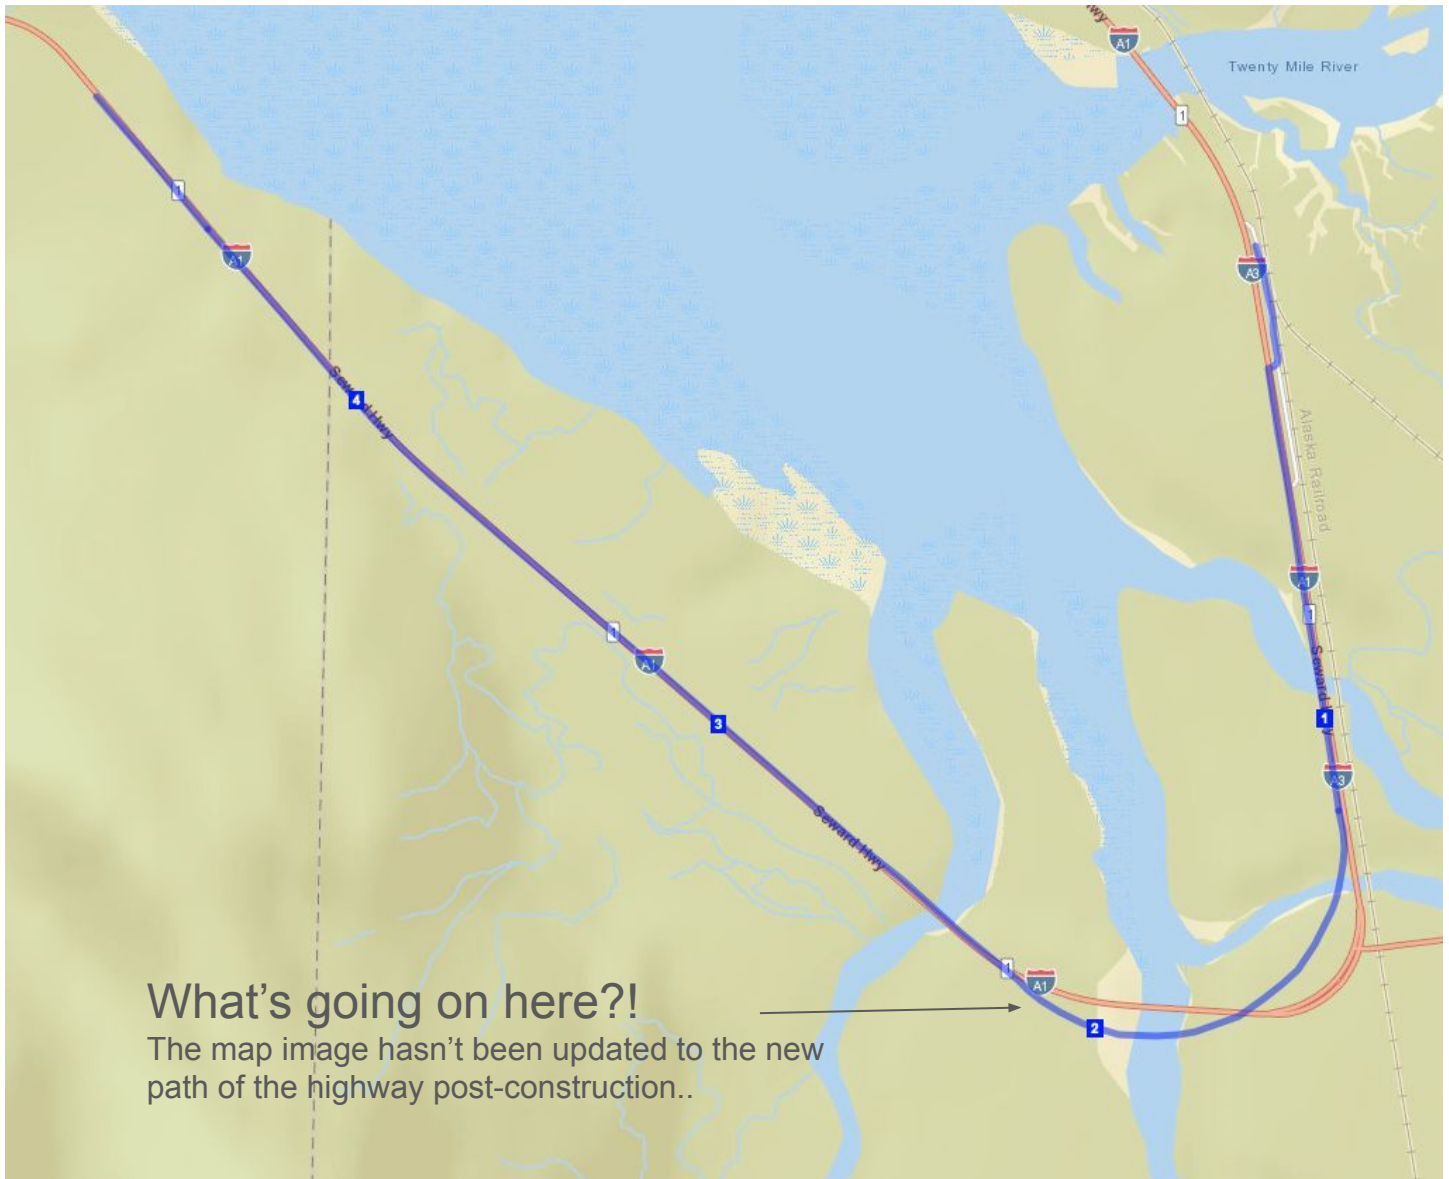 Hwy
A1
Twenty Mile River
1
1
A1
A3
Seward Hwy
4
Alaska Railroad
A1
1
1
A1
Seward Hwy
3
1
A3
Seward Hwy
1
A1
What's going on here?!
The map image hasn't been updated to the new
path of the highway post-construction..
2